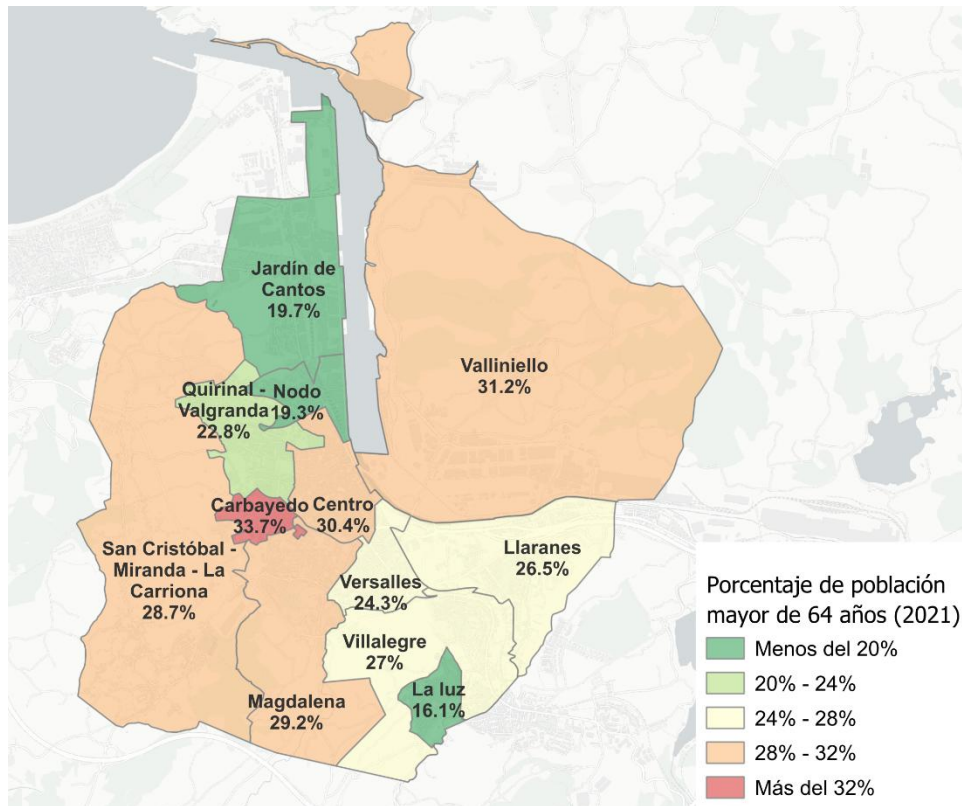 Jardín de
Cantos
19.7%
Valliniello
31.2%
Quirinal -
Valgranda
22.8%
Nodo
19.3%
Carbayedo
33.7%
Centro
30.4%
San Cristóbal -
Miranda - La
Carriona
28.7%
Llaranes
26.5%
Versalles
24.3%
Villalegre
27%
La luz
16.1%
Magdalena
29.2%
Porcentaje de población
mayor de 64 años (2021)
Menos del 20%
20% - 24%
24% - 28%
28% - 32%
Más del 32%